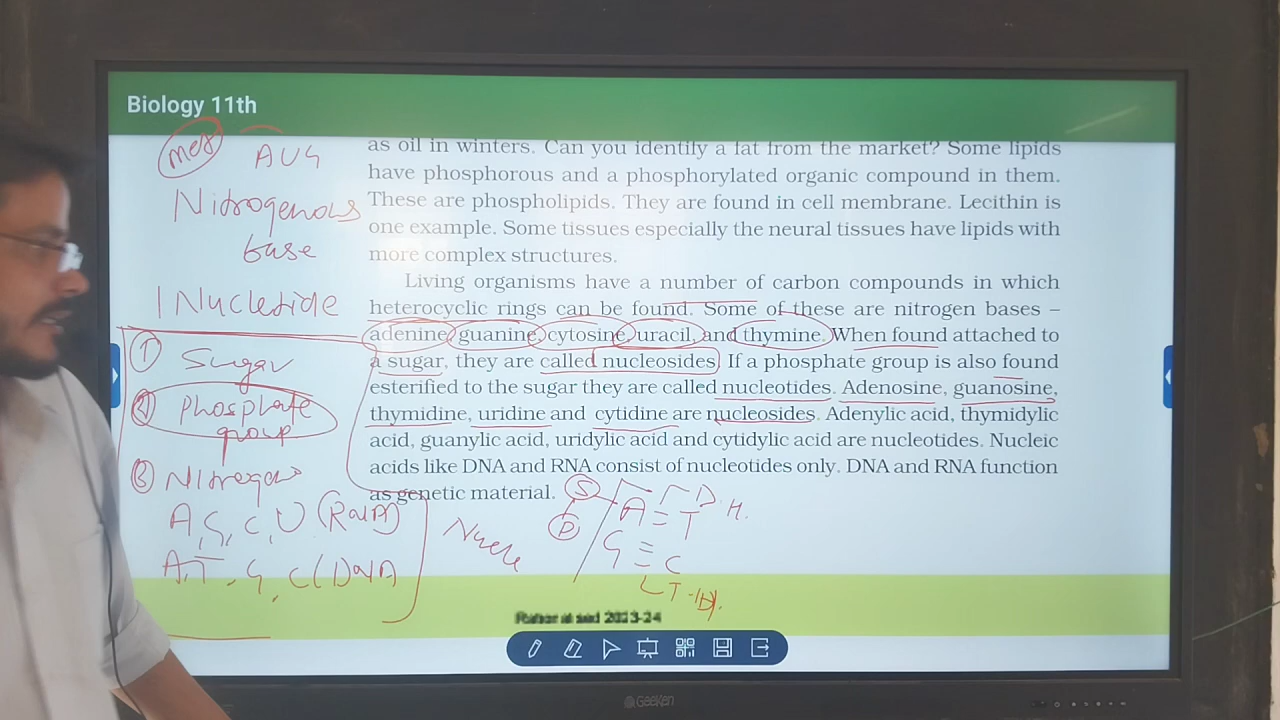 Biology 11th
met AUG
Nitrogenous
base
1 Nucletide
① Sugar
② Phosphate
group
③ Nitrogen
A, G, C, U (RNA)
A, T, G, C (DNA)
Nucle
as oil in winters. Can you identify a fat from the market? Some lipids
have phosphorous and a phosphorylated organic compound in them.
These are phospholipids. They are found in cell membrane. Lecithin is
one example. Some tissues especially the neural tissues have lipids with
more complex structures.
Living organisms have a number of carbon compounds in which
heterocyclic rings can be found. Some of these are nitrogen bases –
adenine, guanine, cytosine, uracil, and thymine. When found attached to
a sugar, they are called nucleosides. If a phosphate group is also found
esterified to the sugar they are called nucleotides. Adenosine, guanosine,
thymidine, uridine and cytidine are nucleosides. Adenylic acid, thymidylic
acid, guanylic acid, uridylic acid and cytidylic acid are nucleotides. Nucleic
acids like DNA and RNA consist of nucleotides only. DNA and RNA function
as genetic material.
S
P
A = T
G ≡ C
D. H.
2023-24
GeeKen